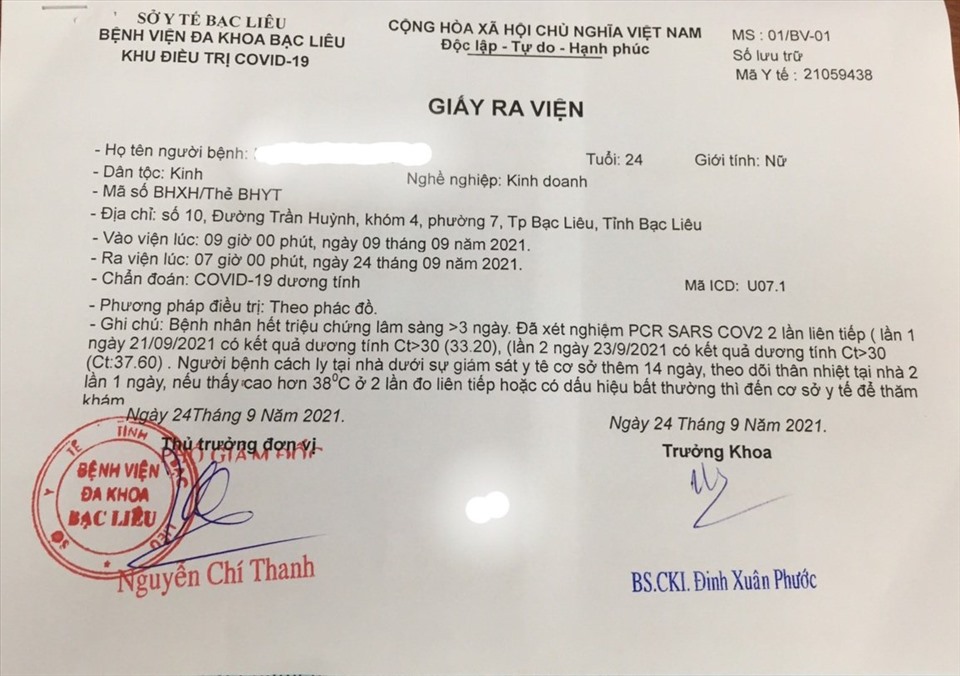 SỞ Y TẾ BẠC LIÊU
BỆNH VIỆN ĐA KHOA BẠC LIÊU
KHU ĐIỀU TRỊ COVID-19
CỘNG HÒA XÃ HỘI CHỦ NGHĨA VIỆT NAM
Độc lập - Tự do - Hạnh phúc
MS : 01/BV-01
Số lưu trữ
Mã Y tế : 21059438
GIẤY RA VIỆN
- Họ tên người bệnh:
Tuổi: 24 Giới tính: Nữ
- Dân tộc: Kinh Nghề nghiệp: Kinh doanh
- Mã số BHXH/Thẻ BHYT
- Địa chỉ: số 10, Đường Trần Huỳnh, khóm 4, phường 7, Tp Bạc Liêu, Tỉnh Bạc Liêu
- Vào viện lúc: 09 giờ 00 phút, ngày 09 tháng 09 năm 2021.
- Ra viện lúc: 07 giờ 00 phút, ngày 24 tháng 09 năm 2021.
- Chẩn đoán: COVID-19 dương tính Mã ICD: U07.1
- Phương pháp điều trị: Theo phác đồ.
- Ghi chú: Bệnh nhân hết triệu chứng lâm sàng >3 ngày. Đã xét nghiệm PCR SARS COV2 2 lần liên tiếp ( lần 1
ngày 21/09/2021 có kết quả dương tính Ct>30 (33.20), (lần 2 ngày 23/9/2021 có kết quả dương tính Ct>30
(Ct:37.60) . Người bệnh cách ly tại nhà dưới sự giám sát y tế cơ sở thêm 14 ngày, theo dõi thân nhiệt tại nhà 2
lần 1 ngày, nếu thấy cao hơn 38⁰C ở 2 lần đo liên tiếp hoặc có dấu hiệu bất thường thì đến cơ sở y tế để thăm
khám
Ngày 24Tháng 9 Năm 2021.
Thủ trưởng đơn vị
PHÓ GIÁM ĐỐC
SỞ Y TẾ TỈNH BẠC LIÊU
BỆNH VIỆN
ĐA KHOA
BẠC LIÊU
Nguyễn Chí Thanh
Ngày 24 Tháng 9 Năm 2021.
Trưởng Khoa
BS.CKI. Đinh Xuân Phước